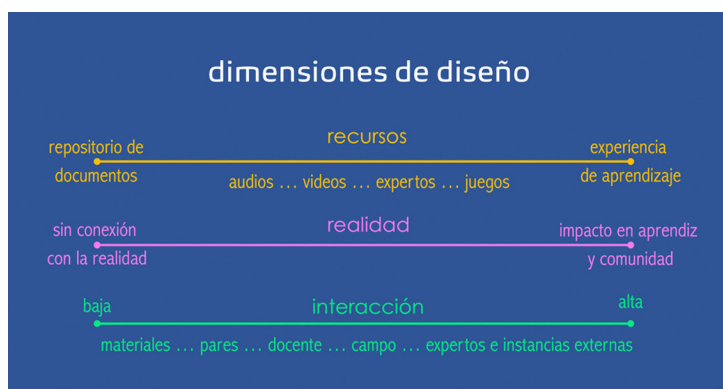 dimensiones de diseño
recursos
repositorio de
documentos
experiencia
de aprendizaje
audios ... videos ... expertos ... juegos
realidad
sin conexión
con la realidad
impacto en aprendiz
y comunidad
interacción
baja
alta
materiales ... pares ... docente ... campo ... expertos e instancias externas